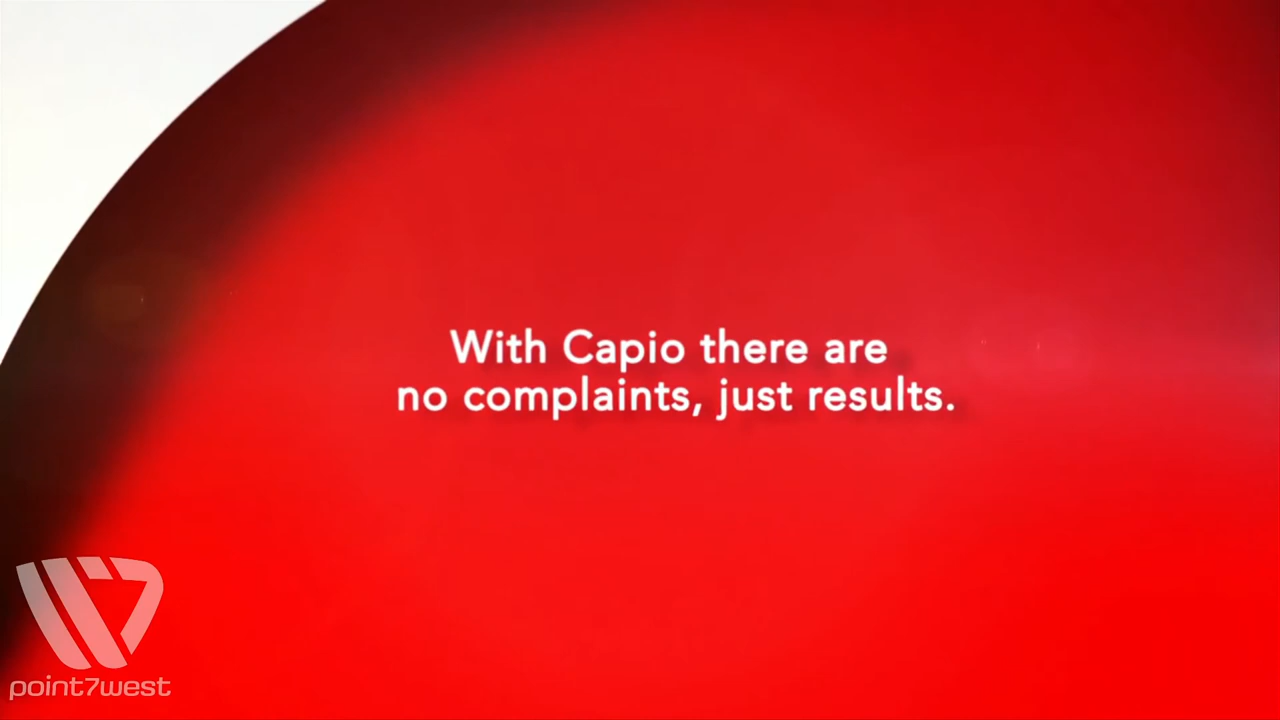 With Capio there are
no complaints, just results.
point7west